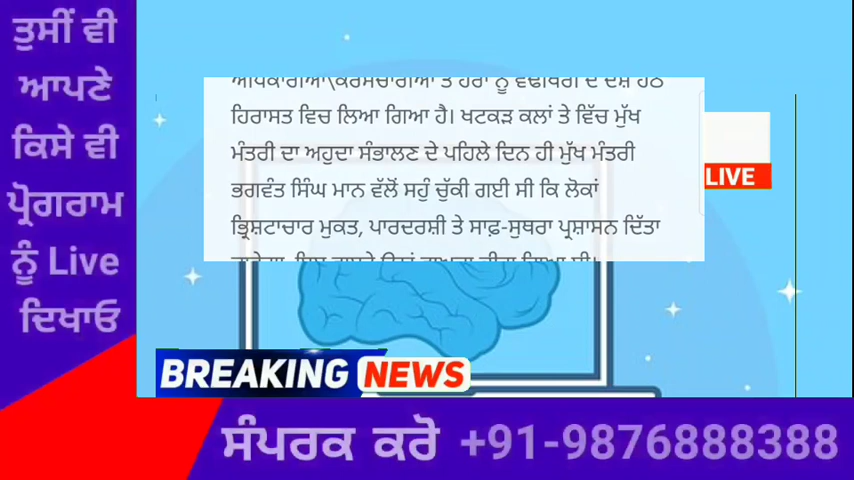 ਤੁਸੀਂ ਵੀ
ਆਪਣੇ
ਕਿਸੇ ਵੀ
ਪ੍ਰੋਗਰਾਮ
ਨੂੰ Live
ਦਿਖਾਓ
ਹਿਰਾਸਤ ਵਿਚ ਲਿਆ ਗਿਆ ਹੈ। ਖਟਕੜ ਕਲਾਂ ਤੇ ਵਿੱਚ ਮੁੱਖ
ਮੰਤਰੀ ਦਾ ਅਹੁਦਾ ਸੰਭਾਲਣ ਦੇ ਪਹਿਲੇ ਦਿਨ ਹੀ ਮੁੱਖ ਮੰਤਰੀ
ਭਗਵੰਤ ਸਿੰਘ ਮਾਨ ਵੱਲੋਂ ਸਹੁੰ ਚੁੱਕੀ ਗਈ ਸੀ ਕਿ ਲੋਕਾਂ
ਭ੍ਰਿਸ਼ਟਾਚਾਰ ਮੁਕਤ, ਪਾਰਦਰਸ਼ੀ ਤੇ ਸਾਫ਼-ਸੁਥਰਾ ਪ੍ਰਸ਼ਾਸਨ ਦਿੱਤਾ
LIVE
BREAKING NEWS
ਸੰਪਰਕ ਕਰੋ +91-9876888388